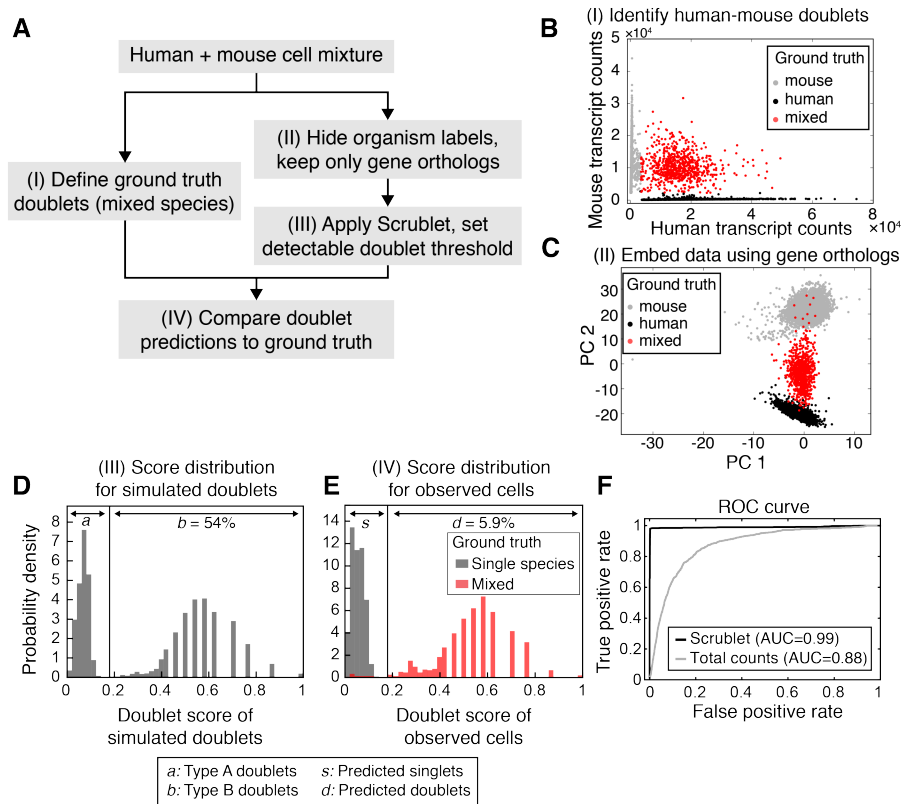 A
Human + mouse cell mixture
(I) Define ground truth
doublets (mixed species)
(II) Hide organism labels,
keep only gene orthologs
(III) Apply Scrublet, set
detectable doublet threshold
(IV) Compare doublet
predictions to ground truth
B
(I) Identify human-mouse doublets
×10⁴
Mouse transcript counts
5
4
3
2
1
0
Ground truth
mouse
human
mixed
0
2
4
6
8
×10⁴
Human transcript counts
C
(II) Embed data using gene orthologs
Ground truth
mouse
human
mixed
PC 2
30
20
10
0
-10
-20
-30
-20
-10
0
10
PC 1
D
(III) Score distribution
for simulated doublets
a
b = 54%
Probability density
8
7
6
5
4
3
2
1
0
0
0.2
0.4
0.6
0.8
1
Doublet score of
simulated doublets
E
(IV) Score distribution
for observed cells
s
d = 5.9%
Ground truth
Single species
Mixed
14
12
10
8
6
4
2
0
0
0.2
0.4
0.6
0.8
1
Doublet score of
observed cells
a: Type A doublets
s: Predicted singlets
b: Type B doublets
d: Predicted doublets
F
ROC curve
True positive rate
1
0.8
0.6
0.4
0.2
0
Scrublet (AUC=0.99)
Total counts (AUC=0.88)
0
0.2
0.4
0.6
0.8
1
False positive rate